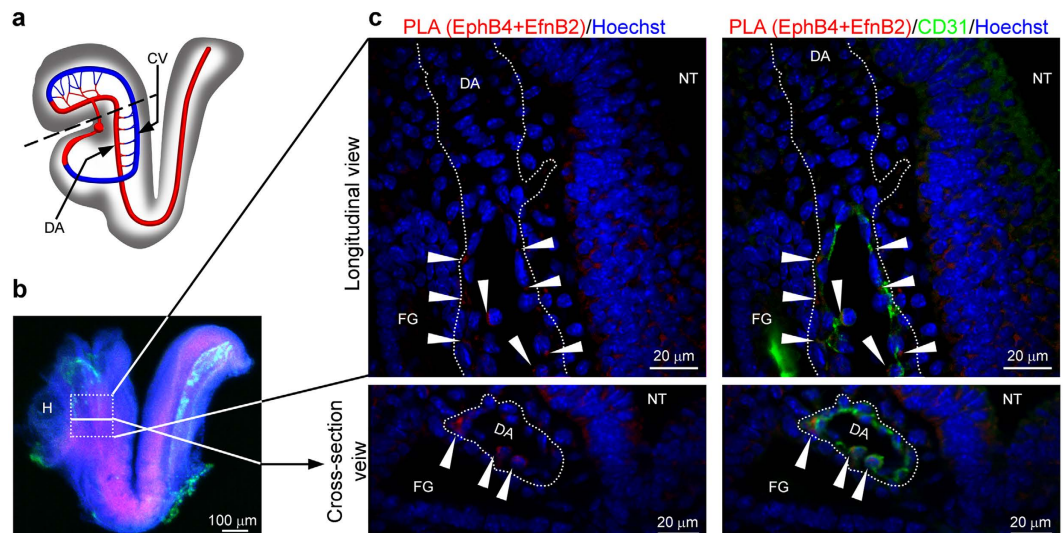 a
CV
DA
b
H
100 μm
c
PLA (EphB4+EfnB2)/Hoechst
PLA (EphB4+EfnB2)/CD31/Hoechst
Longitudinal view
DA
NT
FG
20 μm
DA
NT
FG
20 μm
Cross-section
veiw
DA
NT
FG
20 μm
DA
NT
FG
20 μm